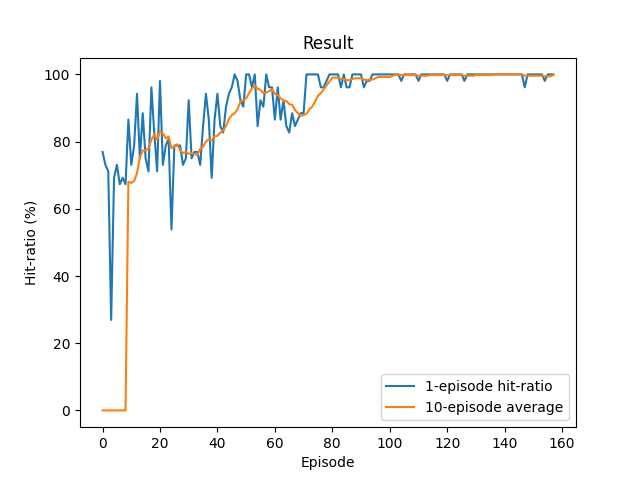 Result
Hit-ratio (%)
100
80
60
40
20
0
0 20 40 60 80 100 120 140 160
Episode
1-episode hit-ratio
10-episode average